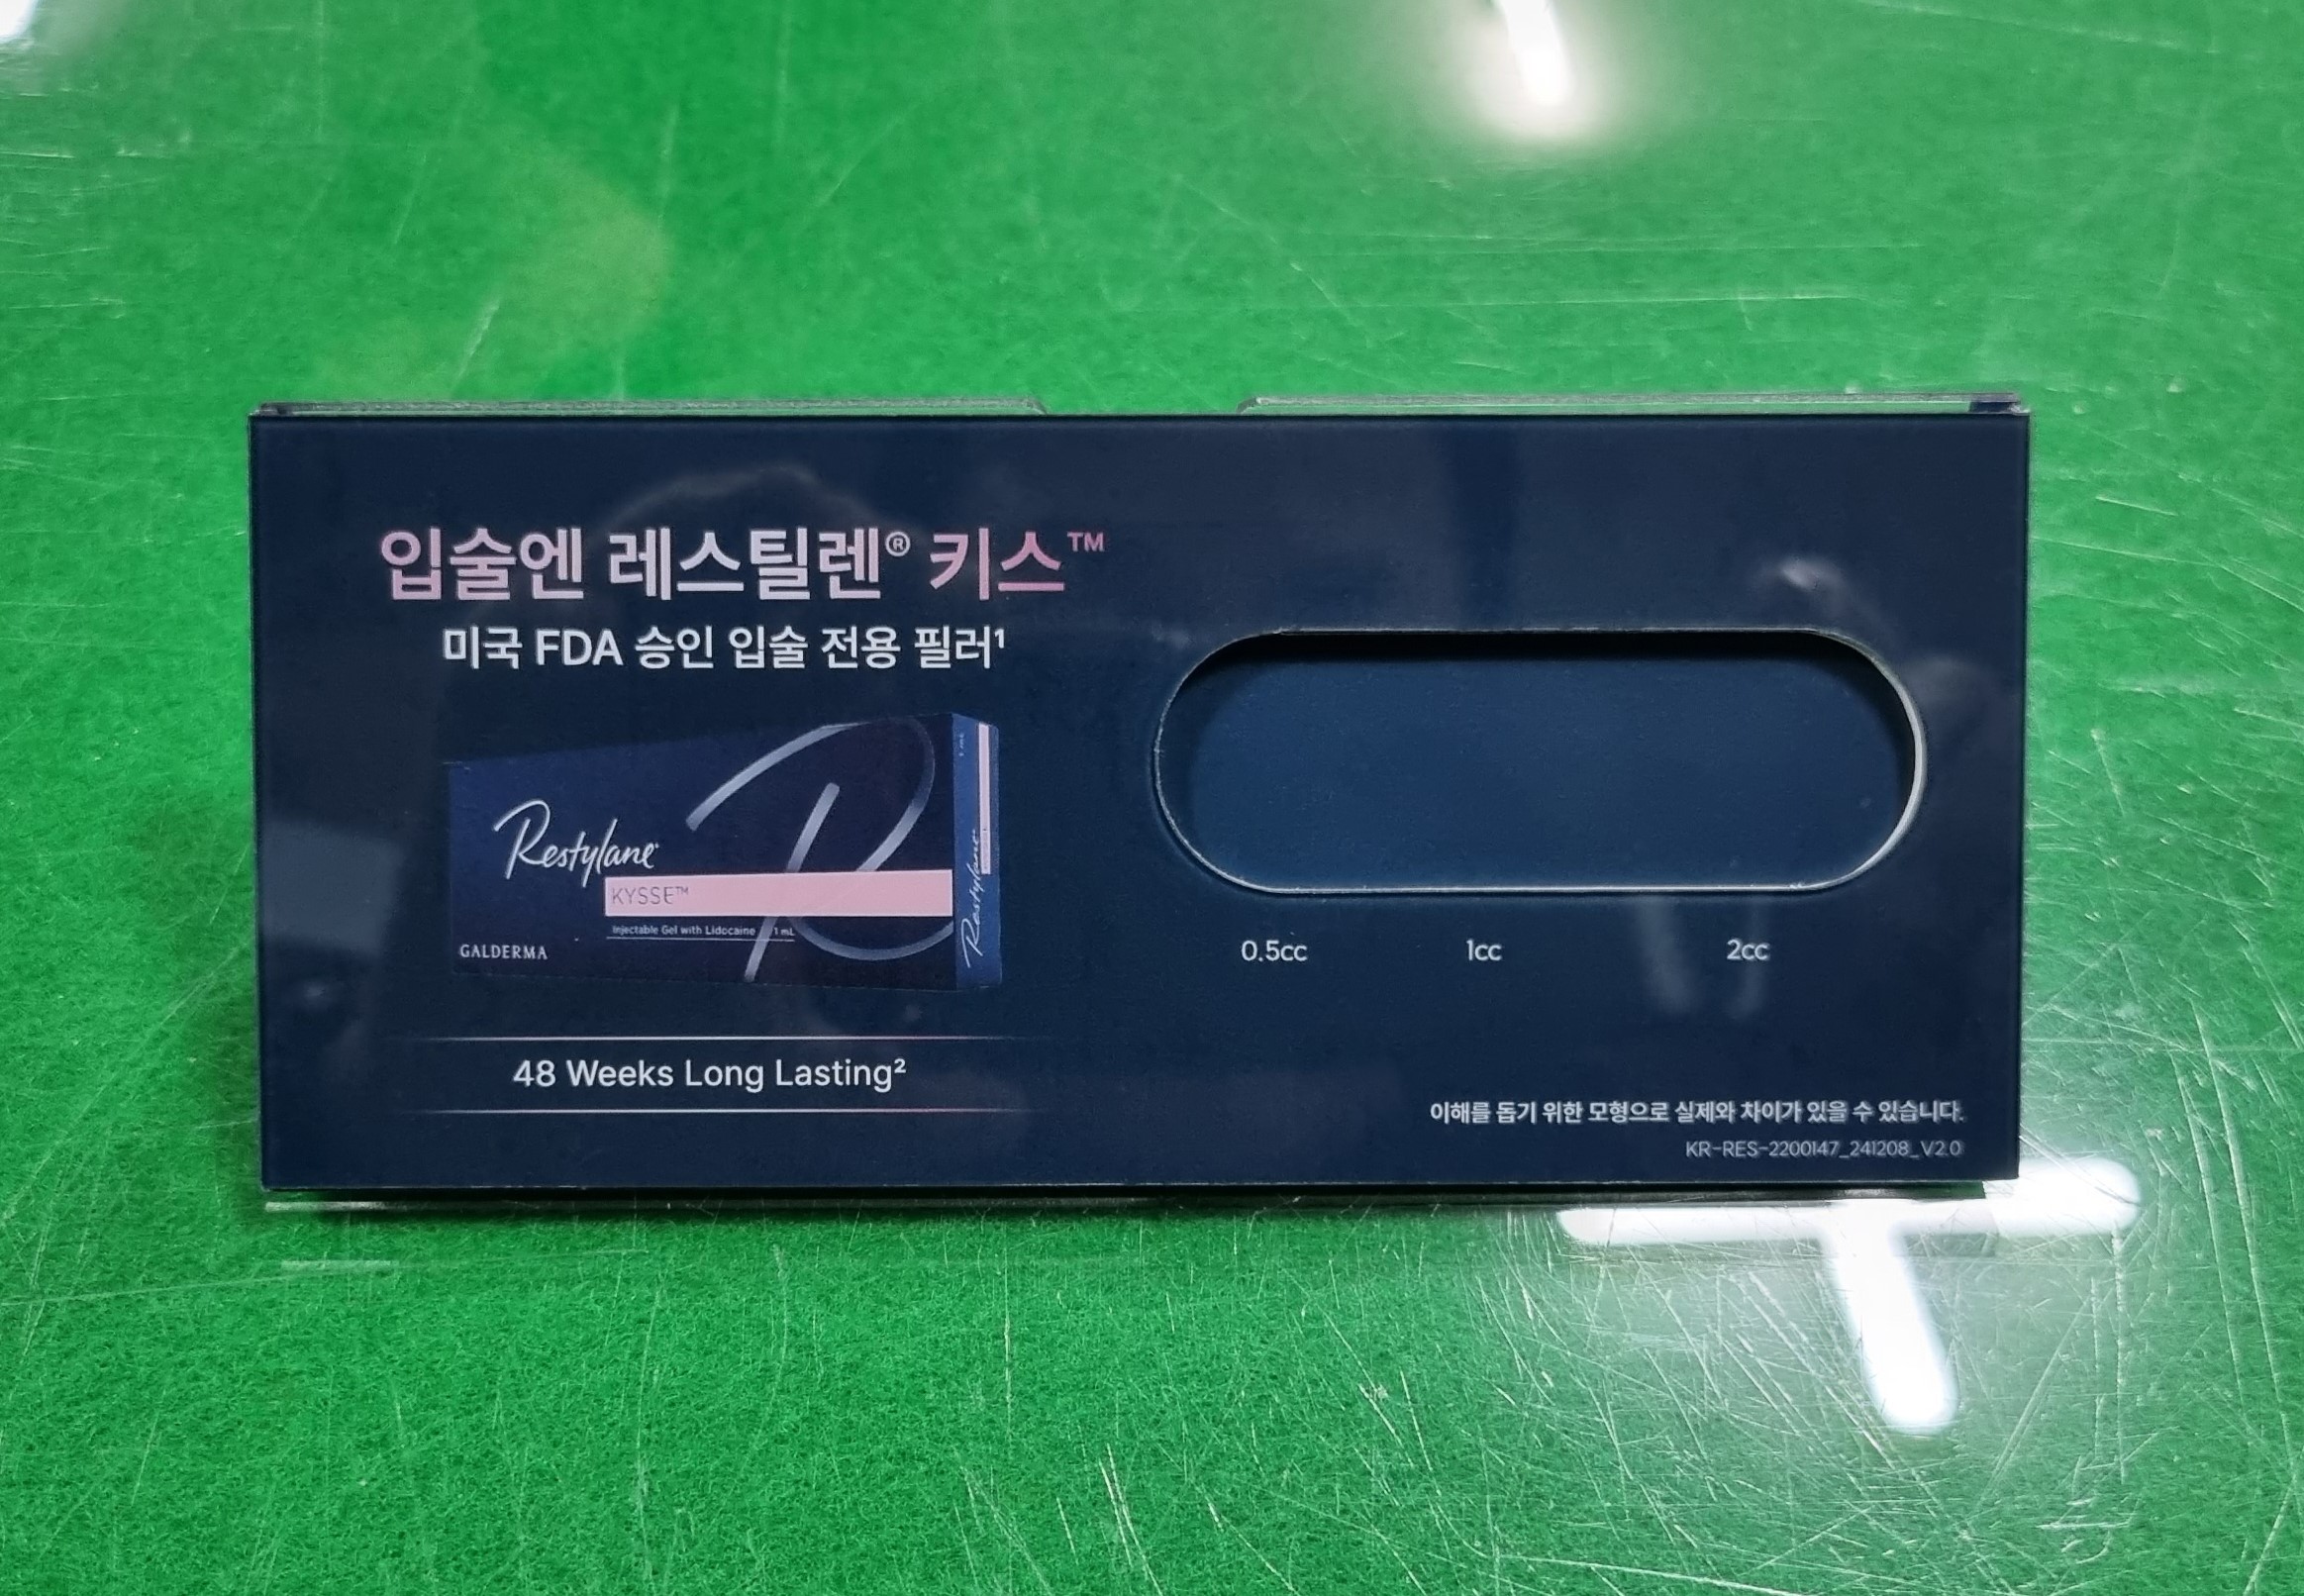 입술엔 레스틸렌® 키스™
미국 FDA 승인 입술 전용 필러¹
Restylane
KYSSE™
Injectable Gel with Lidocaine 1 mL
GALDERMA
Restylane
48 Weeks Long Lasting²
0.5cc 1cc 2cc
이해를 돕기 위한 모형으로 실제와 차이가 있을 수 있습니다.
KR-RES-2200147_241208_V2.0